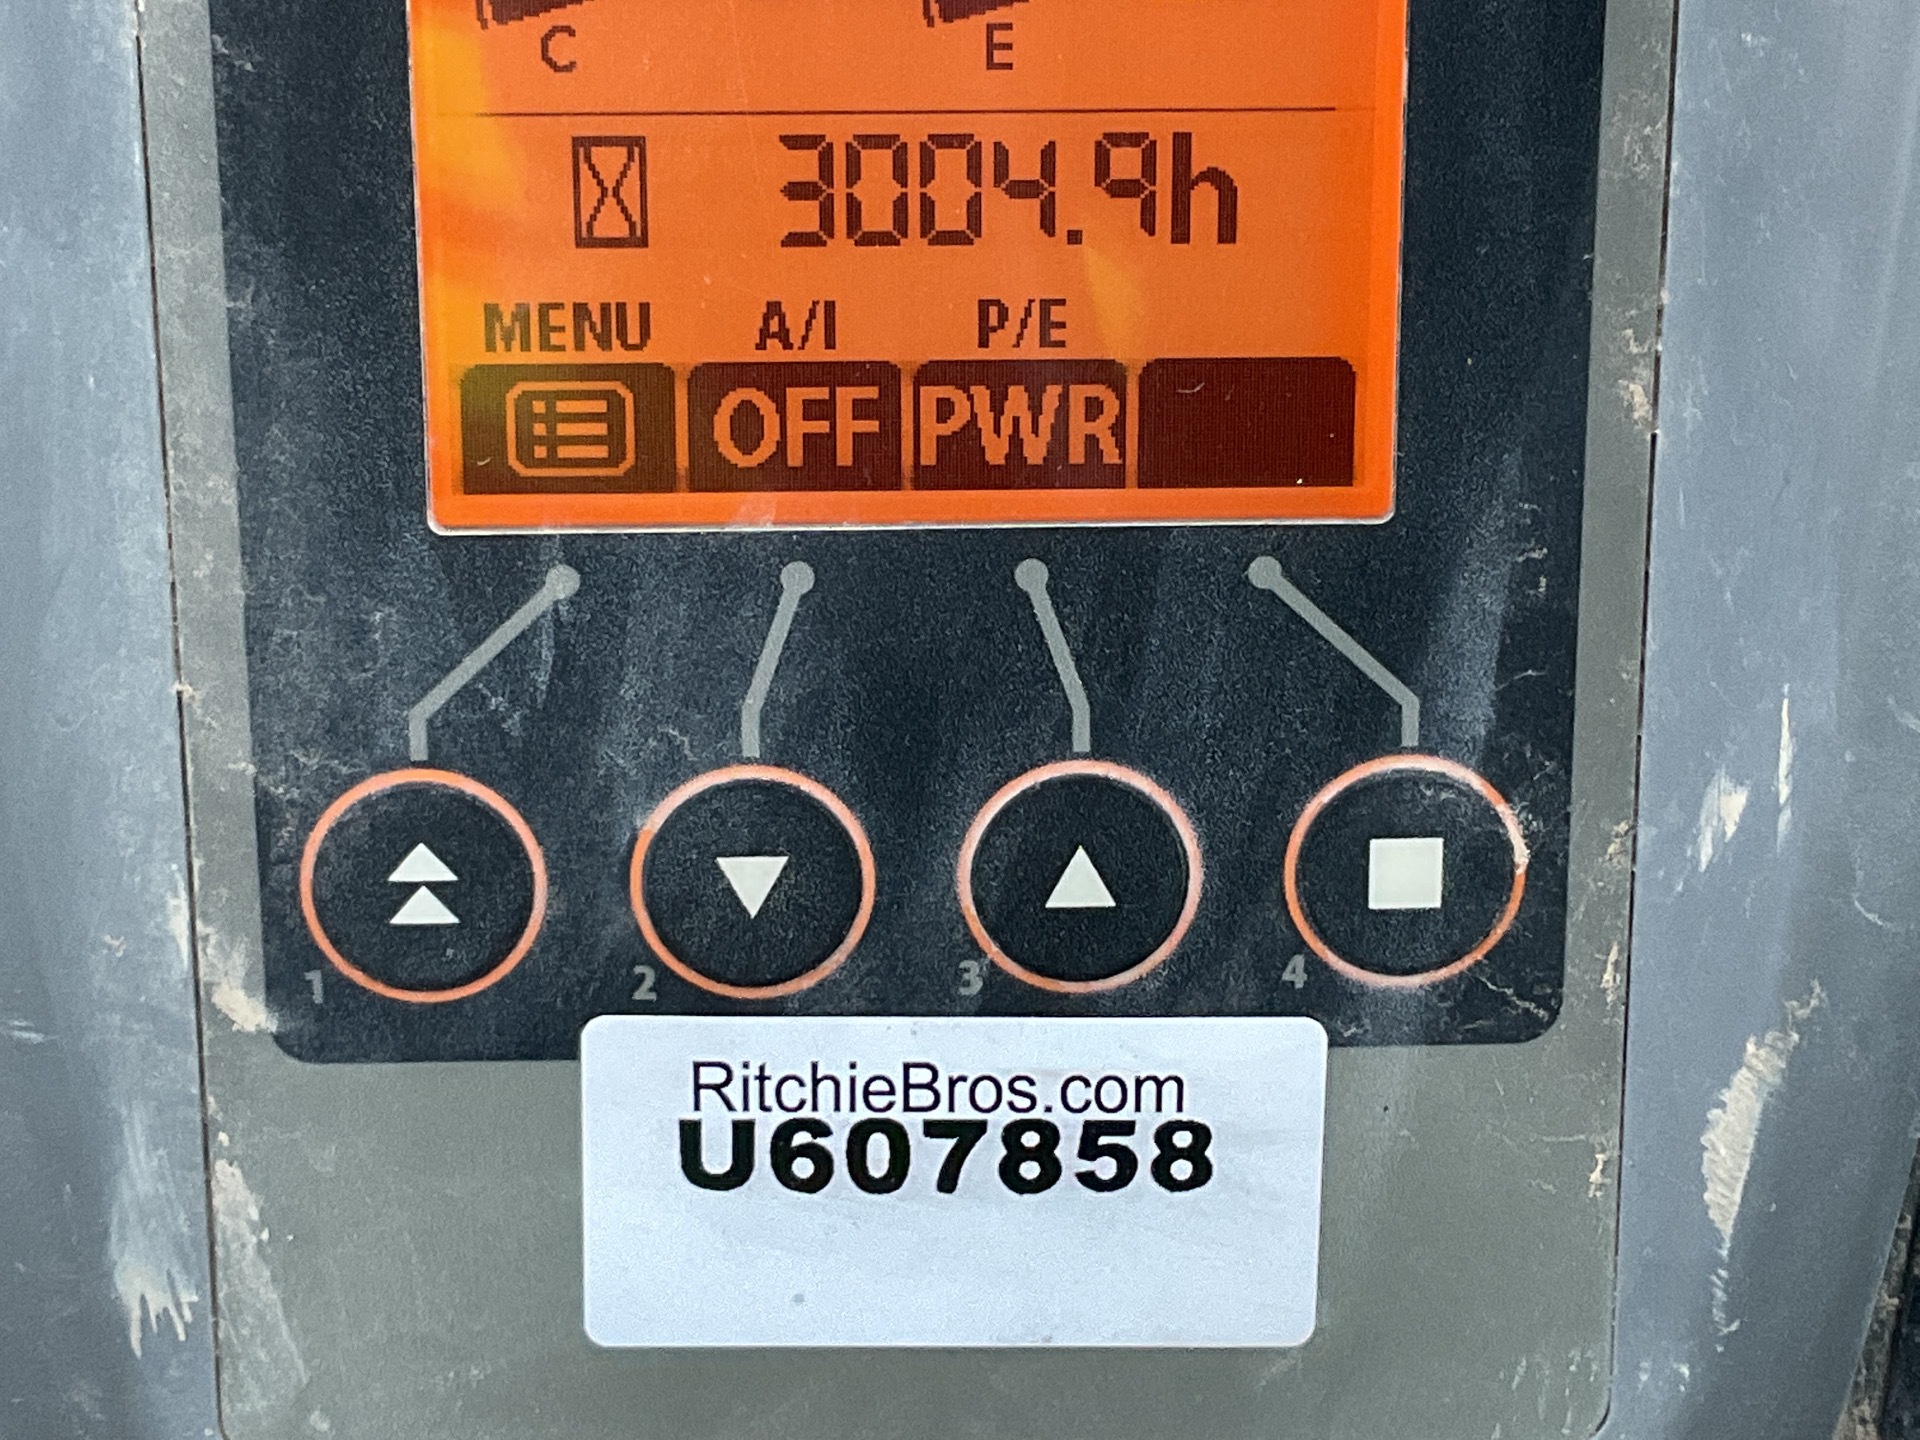 C E
3004.9h
MENU A/I P/E
OFF PWR
1 2 3 4
RitchieBros.com
U607858